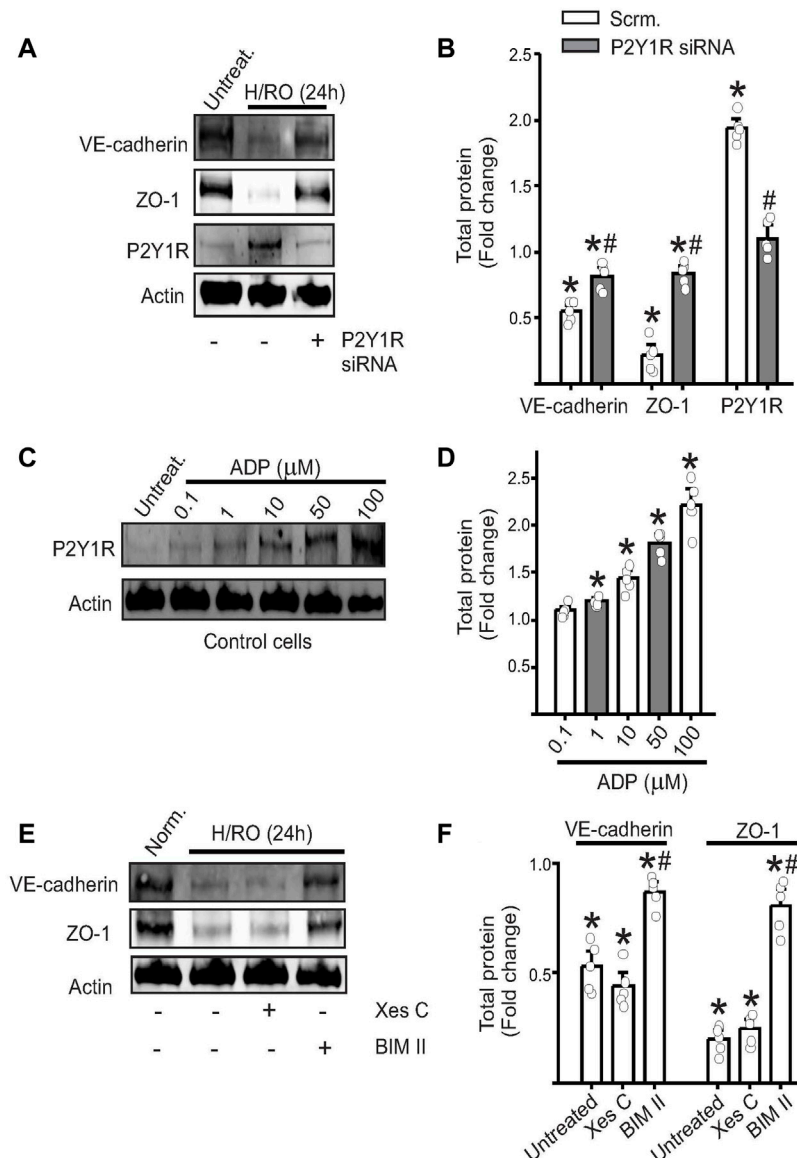 A
Untreat.
H/RO (24h)
VE-cadherin
ZO-1
P2Y1R
Actin
- - + P2Y1R
siRNA
B
Scrm.
P2Y1R siRNA
Total protein
(Fold change)
2.5
2.0
1.5
1.0
0.5
* *# * *# * #
VE-cadherin ZO-1 P2Y1R
C
Untreat.
ADP (μM)
0.1 1 10 50 100
P2Y1R
Actin
Control cells
D
Total protein
(Fold change)
2.5
2.0
1.5
1.0
0.5
* * * *
0.1 1 10 50 100
ADP (μM)
E
Norm.
H/RO (24h)
VE-cadherin
ZO-1
Actin
- - + - Xes C
- - - + BIM II
F
VE-cadherin ZO-1
Total protein
(Fold change)
1.0
0.5
* * *# * * *#
Untreated Xes C BIM II Untreated Xes C BIM II